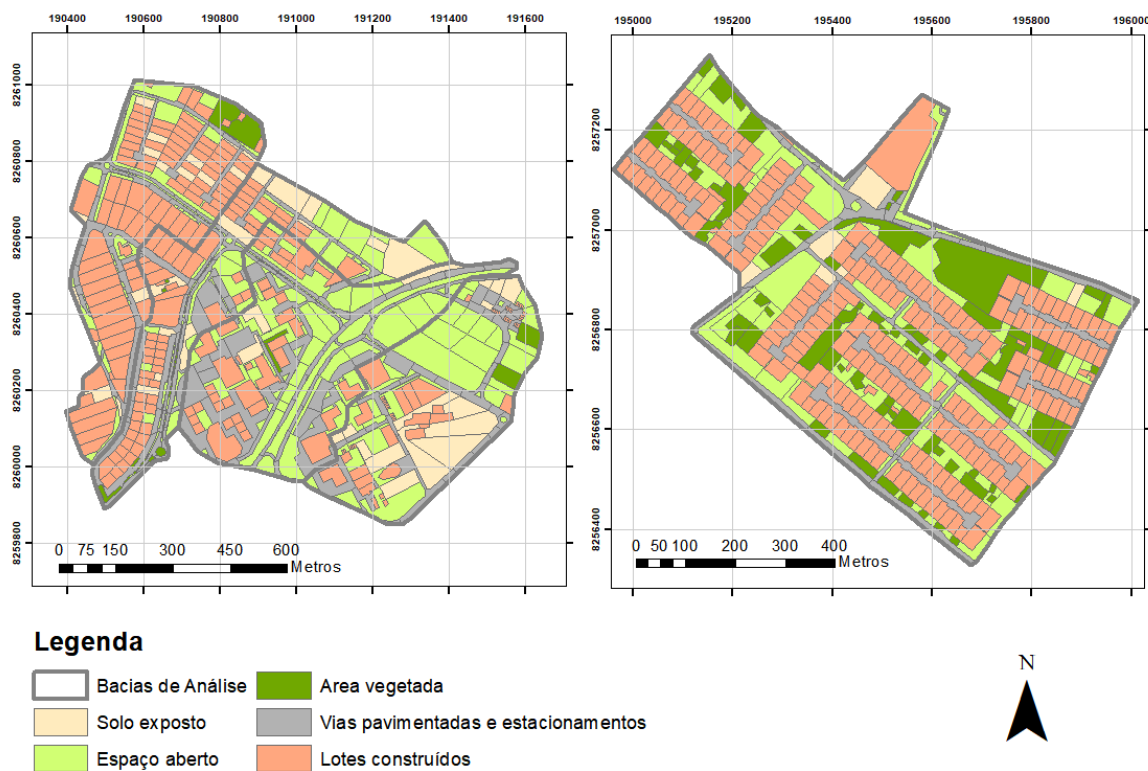 190400 190600 190800 191000 191200 191400 191600
195000 195200 195400 195600 195800 196000
8261000
8260800
8260600
8260400
8260200
8260000
8259800
8257200
8257000
8256800
8256600
8256400
0 75 150 300 450 600
Metros
0 50 100 200 300 400
Metros
Legenda
Bacias de Análise
Solo exposto
Espaço aberto
Area vegetada
Vias pavimentadas e estacionamentos
Lotes construídos
N